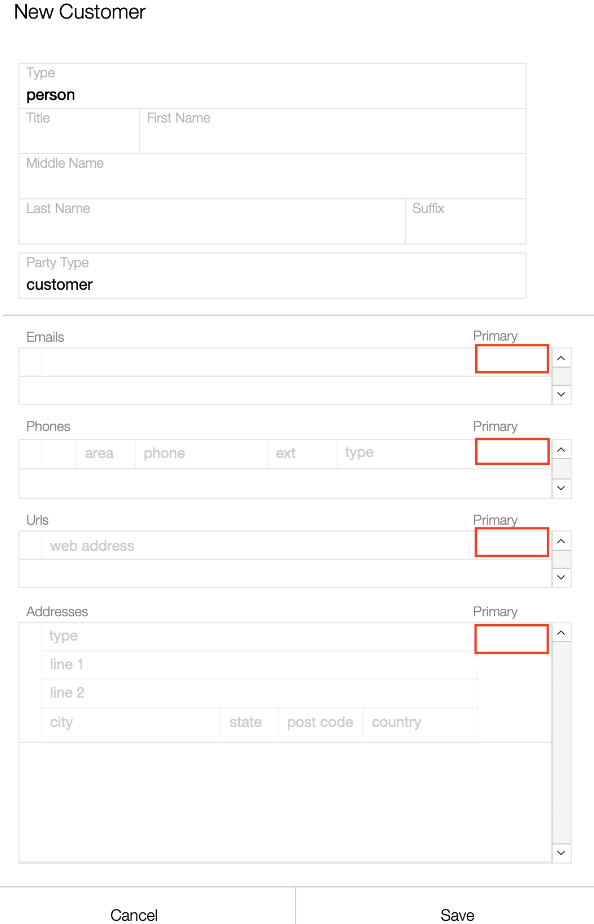 New Customer
Type
person
Title First Name
Middle Name
Last Name Suffix
Party Type
customer
Emails Primary
Phones Primary
area phone ext type
Urls Primary
web address
Addresses Primary
type
line 1
line 2
city state post code country
Cancel Save